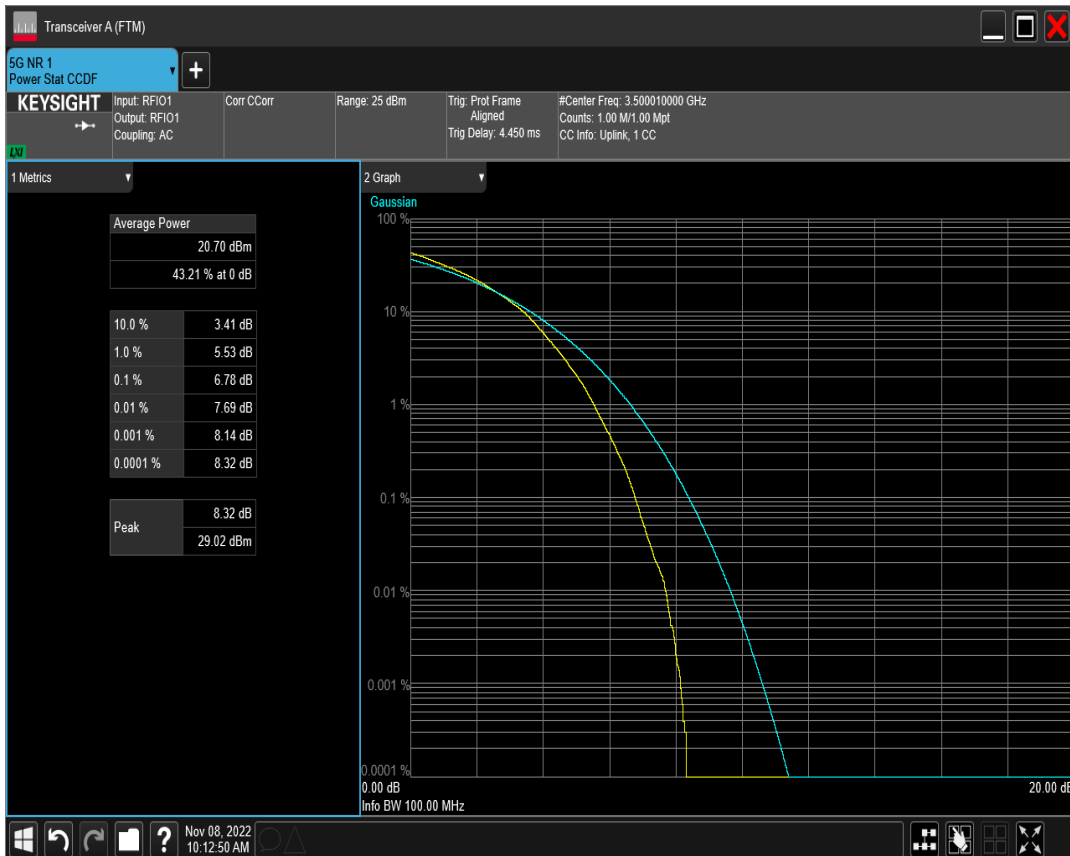 Transceiver A (FTM)
5G NR 1
Power Stat CCDF
+
KEYSIGHT
LXI
Input: RFIO1
Output: RFIO1
Coupling: AC
Corr CCorr
Range: 25 dBm
Trig: Prot Frame
Aligned
Trig Delay: 4.450 ms
#Center Freq: 3.500010000 GHz
Counts: 1.00 M/1.00 Mpt
CC Info: Uplink, 1 CC
1 Metrics
Average Power
20.70 dBm
43.21 % at 0 dB
10.0 % 3.41 dB
1.0 % 5.53 dB
0.1 % 6.78 dB
0.01 % 7.69 dB
0.001 % 8.14 dB
0.0001 % 8.32 dB
Peak 8.32 dB
29.02 dBm
2 Graph
Gaussian
100 %
10 %
1 %
0.1 %
0.01 %
0.001 %
0.0001 %
0.00 dB 20.00 dB
Info BW 100.00 MHz
?
Nov 08, 2022
10:12:50 AM